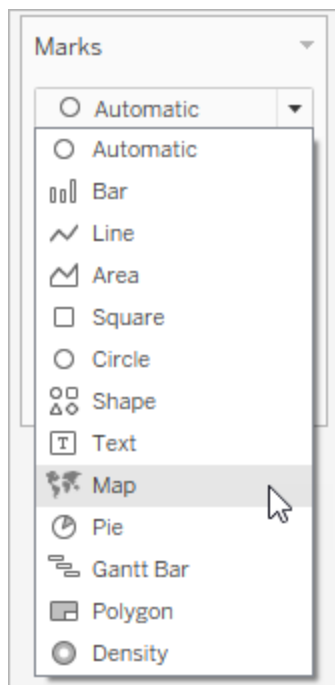 Marks
Automatic
Automatic
Bar
Line
Area
Square
Circle
Shape
T Text
Map
Pie
Gantt Bar
Polygon
Density